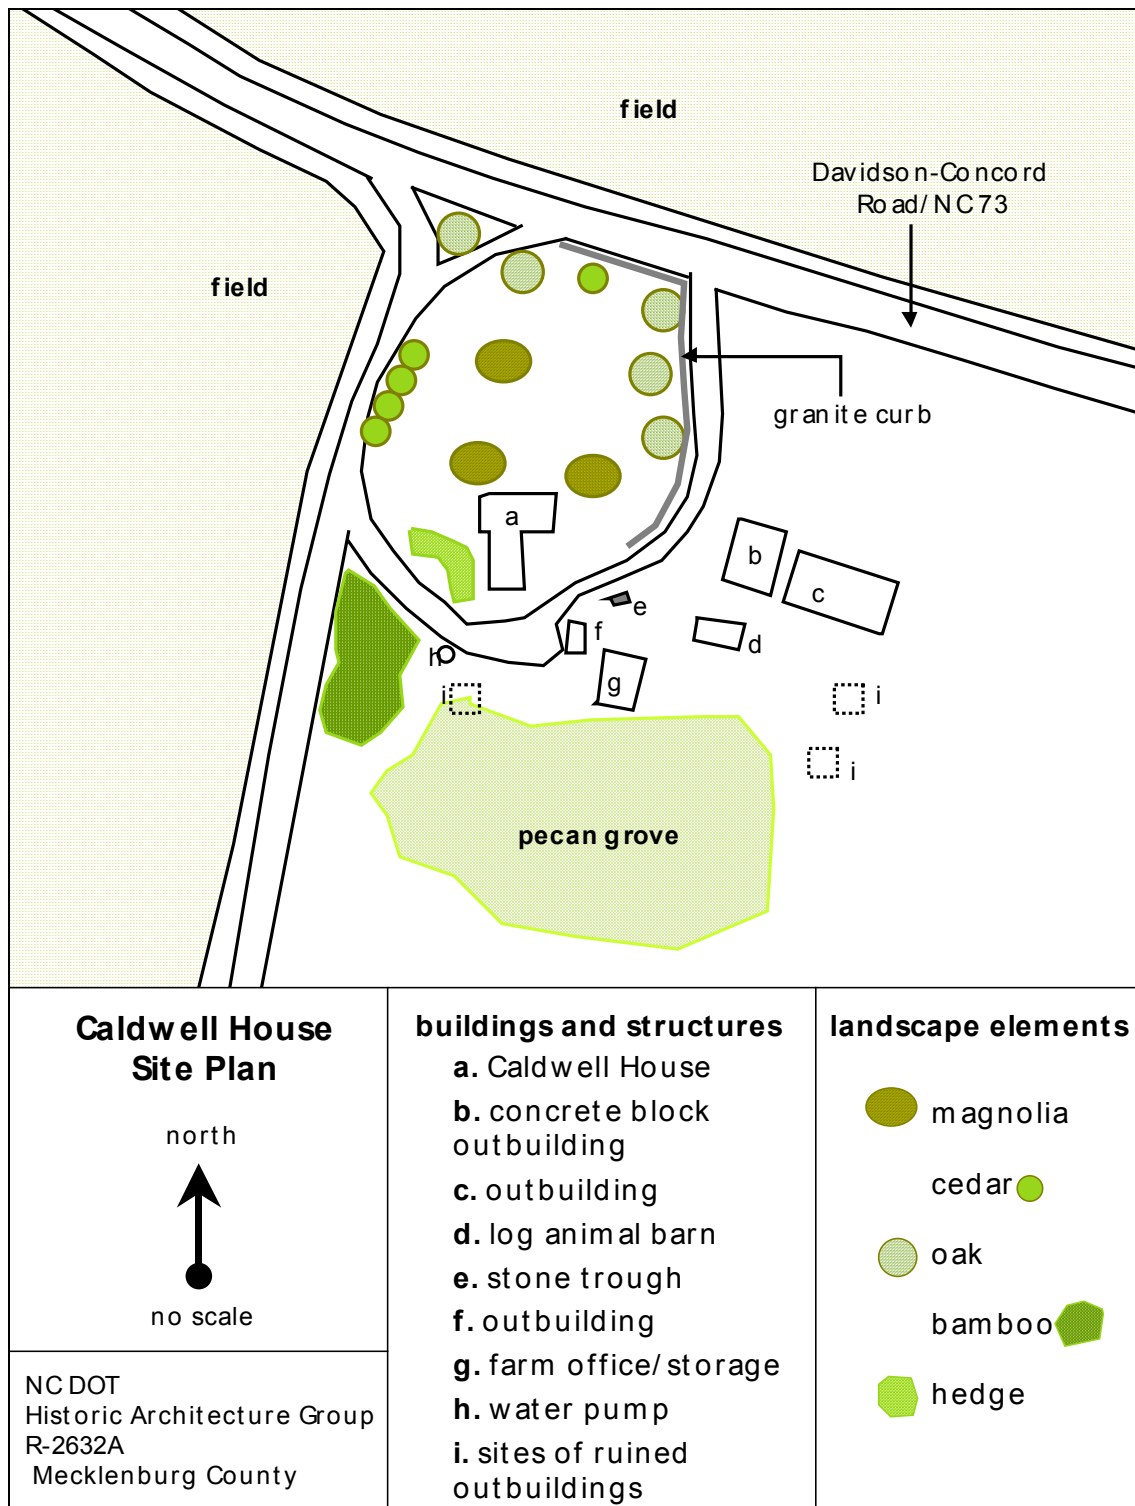 field
Davidson-Concord
Road/NC73
field
granite curb
a
b
c
e
f
d
h
g
i
i
i
pecan grove
Caldwell House
Site Plan
north
no scale
NCDOT
Historic Architecture Group
R-2632A
Mecklenburg County
buildings and structures
a. Caldwell House
b. concrete block
outbuilding
c. outbuilding
d. log animal barn
e. stone trough
f. outbuilding
g. farm office/storage
h. water pump
i. sites of ruined
outbuildings
landscape elements
magnolia
cedar
oak
bamboo
hedge